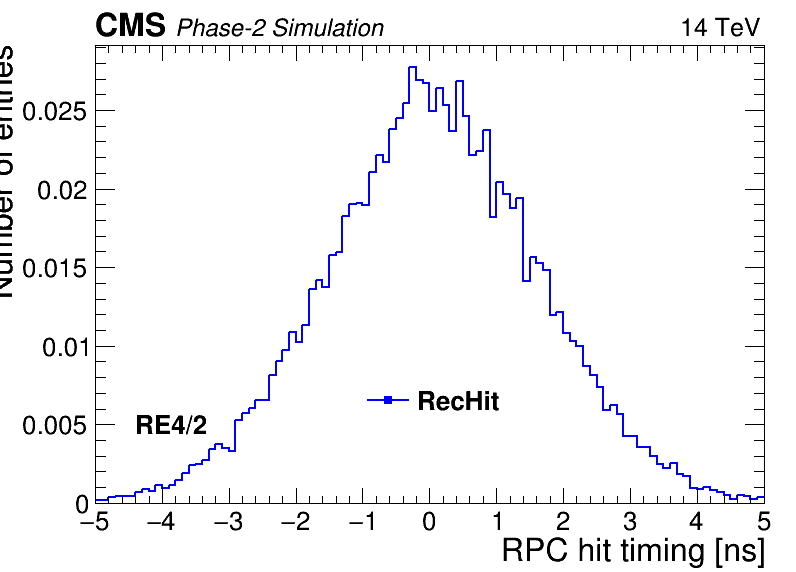 CMS Phase-2 Simulation 14 TeV
Number of entries
0.025
0.02
0.015
0.01
0.005
0
RE4/2
RecHit
−5 −4 −3 −2 −1 0 1 2 3 4 5
RPC hit timing [ns]